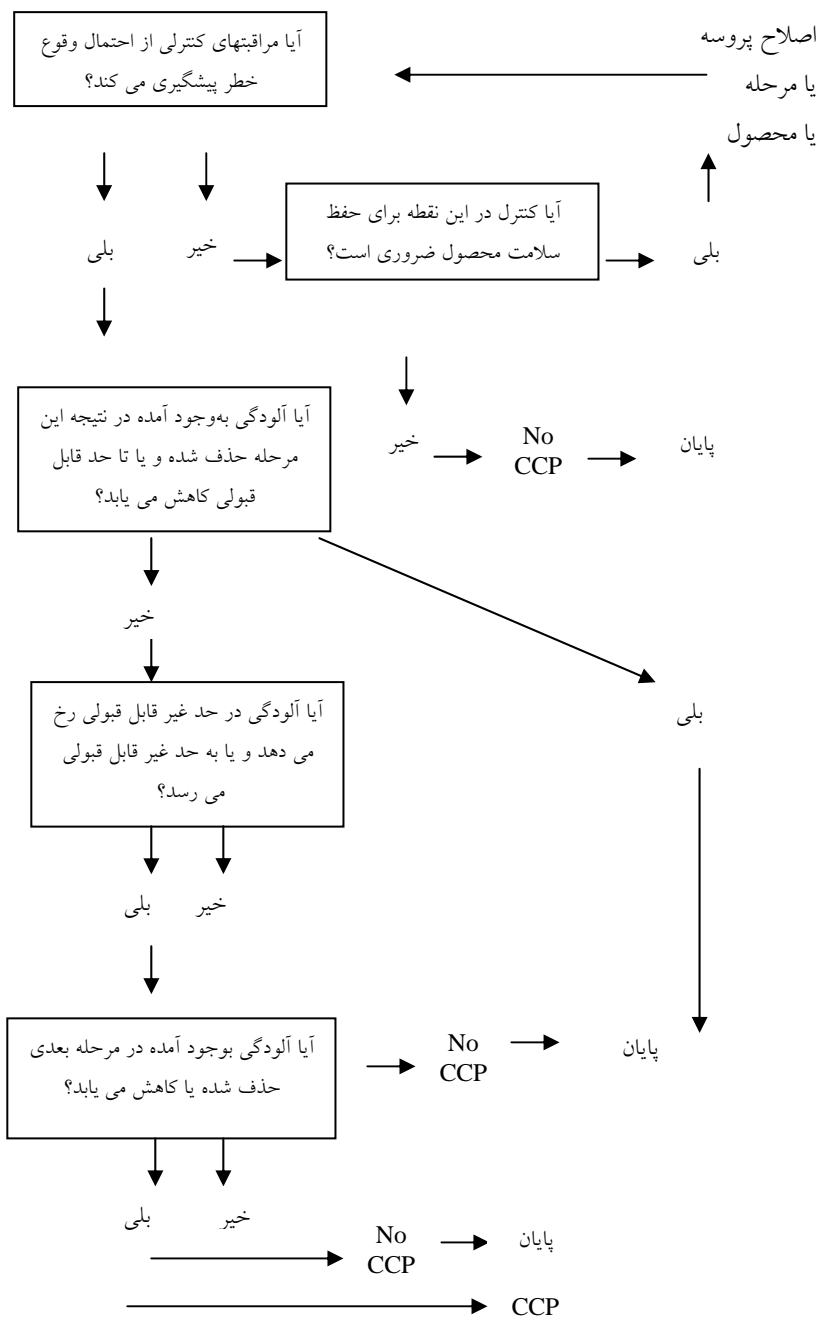 آیا مراقبتهای کنترلی از احتمال وقوع
خطر پیشگیری می کند؟
اصلاح پروسه
یا مرحله
یا محصول
آیا کنترل در این نقطه برای حفظ
سلامت محصول ضروری است؟
بلی
خیر
بلی
آیا آلودگی به‌وجود آمده در نتیجه این
مرحله حذف شده و یا تا حد قابل
قبولی کاهش می یابد؟
خیر
No
CCP
پایان
خیر
بلی
آیا آلودگی در حد غیر قابل قبولی رخ
می دهد و یا به حد غیر قابل قبولی
می رسد؟
بلی
خیر
آیا آلودگی بوجود آمده در مرحله بعدی
حذف شده یا کاهش می یابد؟
No
CCP
پایان
بلی
خیر
No
CCP
پایان
CCP